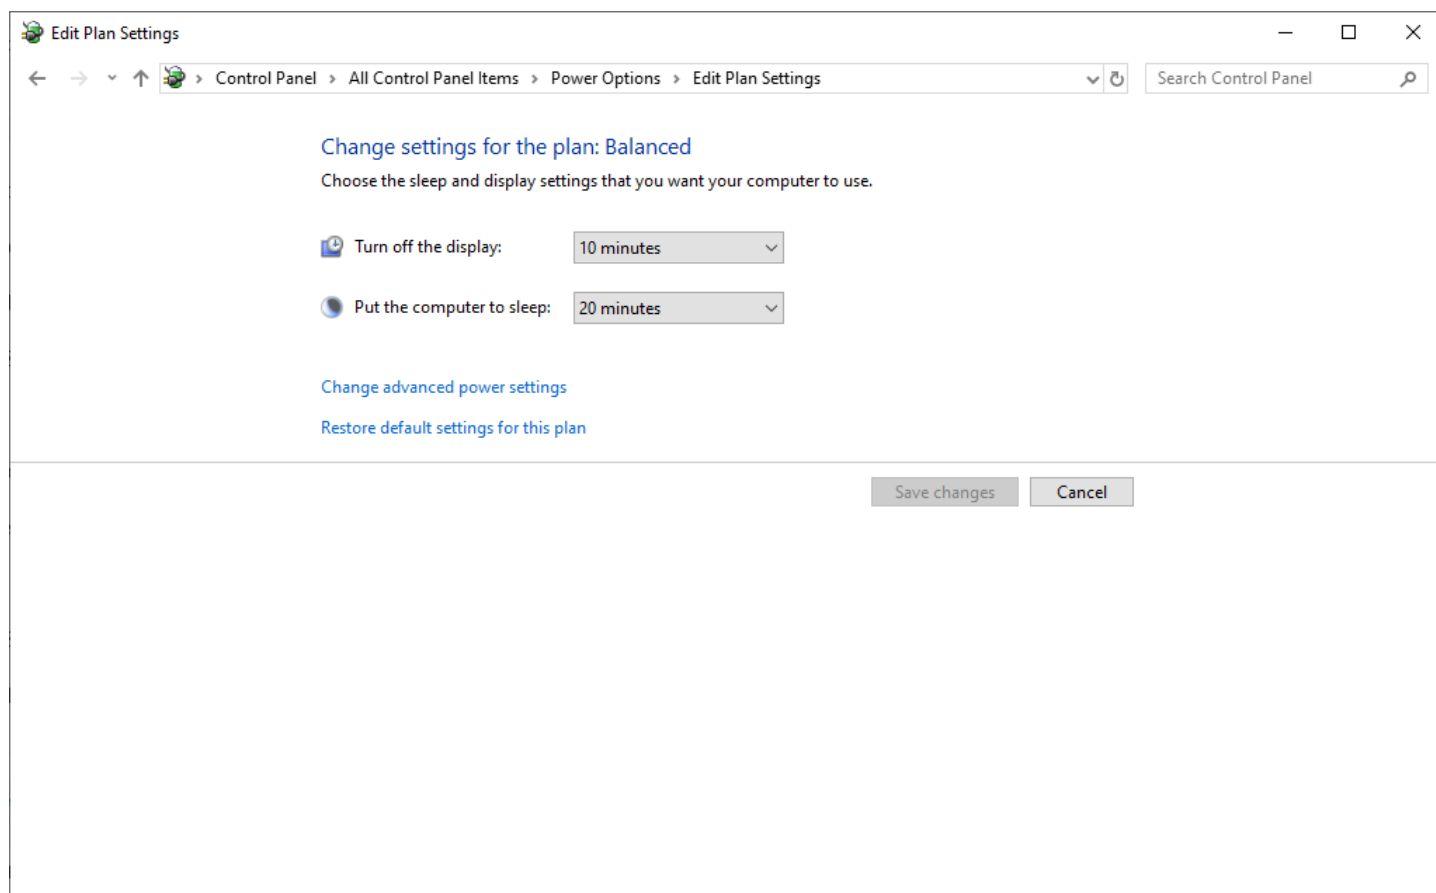 Edit Plan Settings
Control Panel > All Control Panel Items > Power Options > Edit Plan Settings
Search Control Panel
Change settings for the plan: Balanced
Choose the sleep and display settings that you want your computer to use.
Turn off the display: 10 minutes
Put the computer to sleep: 20 minutes
Change advanced power settings
Restore default settings for this plan
Save changes Cancel